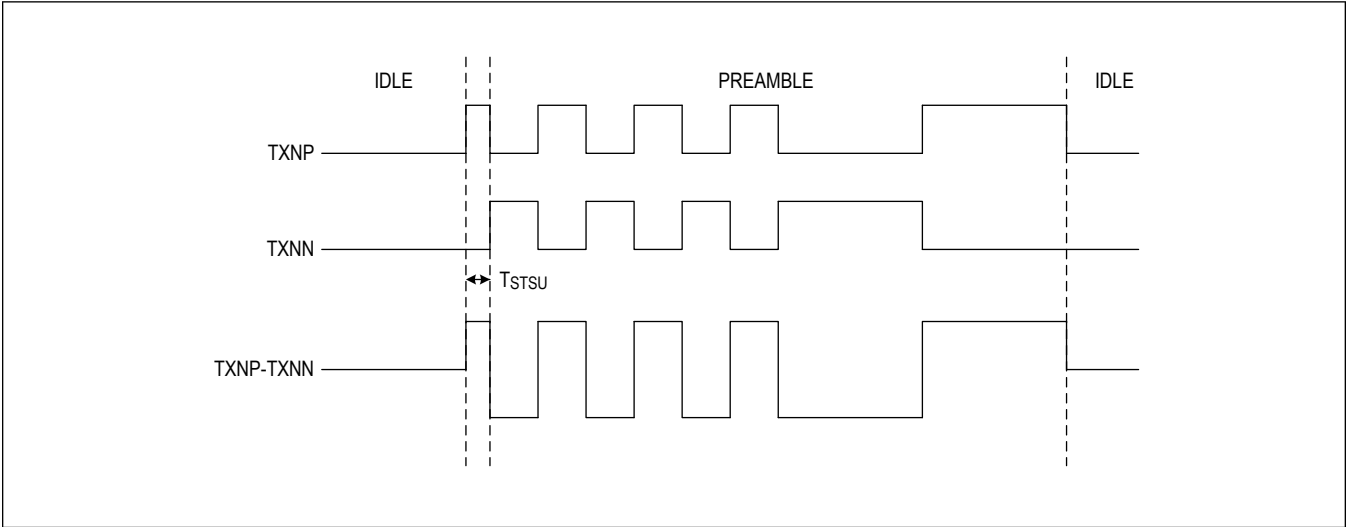 IDLE PREAMBLE IDLE
TXNP
TXNN
TSTSU
TXNP-TXNN